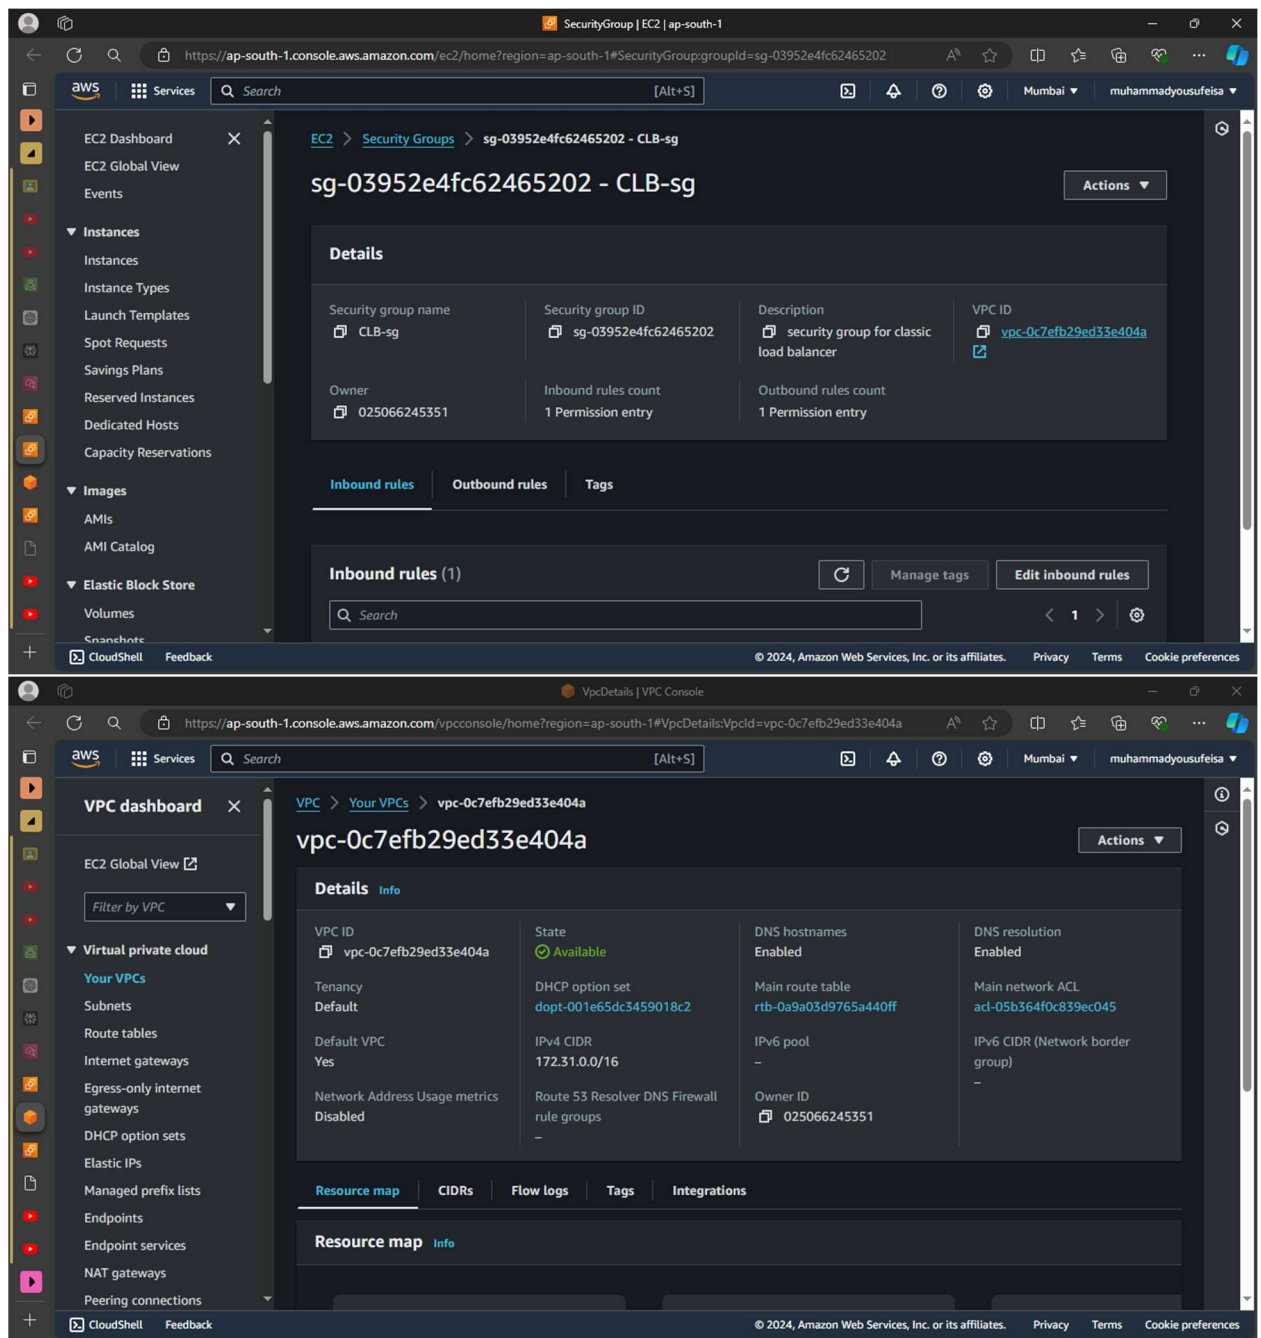 SecurityGroup | EC2 | ap-south-1
https://ap-south-1.console.aws.amazon.com/ec2/home?region=ap-south-1#SecurityGroup:groupId=sg-03952e4fc62465202
aws Services Search [Alt+S] Mumbai muhammadyousufeisa
EC2 Dashboard
EC2 Global View
Events
Instances
Instances
Instance Types
Launch Templates
Spot Requests
Savings Plans
Reserved Instances
Dedicated Hosts
Capacity Reservations
Images
AMIs
AMI Catalog
Elastic Block Store
Volumes
Snapshots
EC2 > Security Groups > sg-03952e4fc62465202 - CLB-sg
sg-03952e4fc62465202 - CLB-sg
Actions
Details
Security group name
CLB-sg
Security group ID
sg-03952e4fc62465202
Description
security group for classic
load balancer
VPC ID
vpc-0c7efb29ed33e404a
Owner
025066245351
Inbound rules count
1 Permission entry
Outbound rules count
1 Permission entry
Inbound rules Outbound rules Tags
Inbound rules (1)
Manage tags Edit inbound rules
Search
1
CloudShell Feedback © 2024, Amazon Web Services, Inc. or its affiliates. Privacy Terms Cookie preferences
VpcDetails | VPC Console
https://ap-south-1.console.aws.amazon.com/vpcconsole/home?region=ap-south-1#VpcDetails:VpcId=vpc-0c7efb29ed33e404a
aws Services Search [Alt+S] Mumbai muhammadyousufeisa
VPC dashboard
EC2 Global View
Filter by VPC
Virtual private cloud
Your VPCs
Subnets
Route tables
Internet gateways
Egress-only internet
gateways
DHCP option sets
Elastic IPs
Managed prefix lists
Endpoints
Endpoint services
NAT gateways
Peering connections
VPC > Your VPCs > vpc-0c7efb29ed33e404a
vpc-0c7efb29ed33e404a
Actions
Details Info
VPC ID
vpc-0c7efb29ed33e404a
State
Available
DNS hostnames
Enabled
DNS resolution
Enabled
Tenancy
Default
DHCP option set
dopt-001e65dc3459018c2
Main route table
rtb-0a9a03d9765a440ff
Main network ACL
acl-05b364f0c839ec045
Default VPC
Yes
IPv4 CIDR
172.31.0.0/16
IPv6 pool
–
IPv6 CIDR (Network border
group)
–
Network Address Usage metrics
Disabled
Route 53 Resolver DNS Firewall
rule groups
–
Owner ID
025066245351
Resource map CIDRs Flow logs Tags Integrations
Resource map Info
CloudShell Feedback © 2024, Amazon Web Services, Inc. or its affiliates. Privacy Terms Cookie preferences